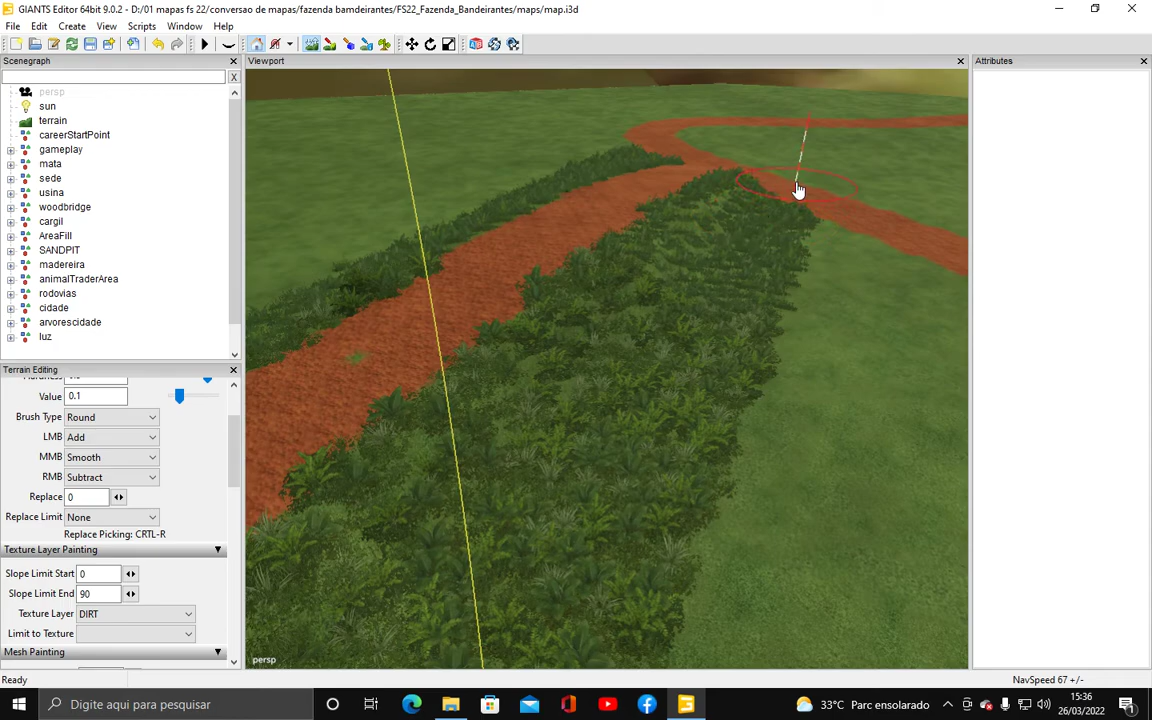 GIANTS Editor 64bit 9.0.2 - D:/01 mapas fs 22/conversao de mapas/fazenda bamdeirantes/FS22_Fazenda_Bandeirantes/maps/map.i3d
File Edit Create View Scripts Window Help
Scenegraph
X
persp
sun
terrain
careerStartPoint
gameplay
mata
sede
usina
woodbridge
cargil
AreaFill
SANDPIT
madereira
animalTraderArea
rodovias
cidade
arvorescidade
luz
Terrain Editing
Value 0.1
Brush Type Round
LMB Add
MMB Smooth
RMB Subtract
Replace 0
Replace Limit None
Replace Picking: CRTL-R
Texture Layer Painting
Slope Limit Start 0
Slope Limit End 90
Texture Layer DIRT
Limit to Texture
Mesh Painting
Viewport
persp
Attributes
Ready
NavSpeed 67 +/-
Digite aqui para pesquisar
33°C Parc ensolarado
15:36
26/03/2022
1